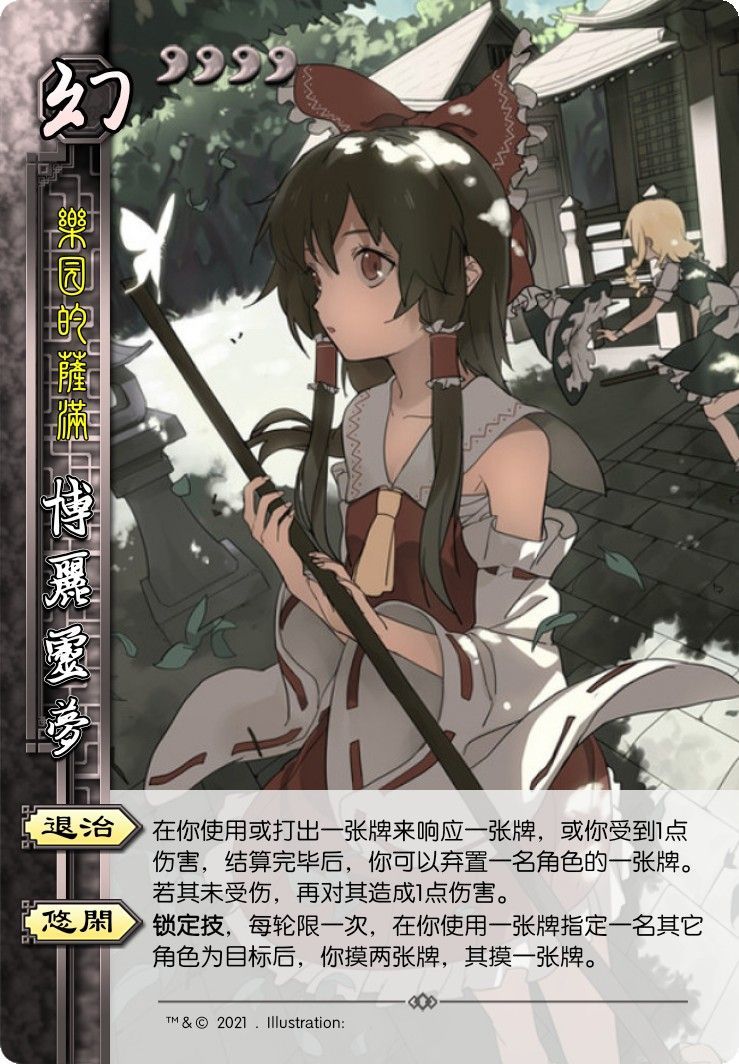 幻
樂园的薩滿
博麗靈夢
退治
在你使用或打出一张牌来响应一张牌，或你受到1点
伤害，结算完毕后，你可以弃置一名角色的一张牌。
若其未受伤，再对其造成1点伤害。
悠閑
锁定技，每轮限一次，在你使用一张牌指定一名其它
角色为目标后，你摸两张牌，其摸一张牌。
™&© 2021 . Illustration: